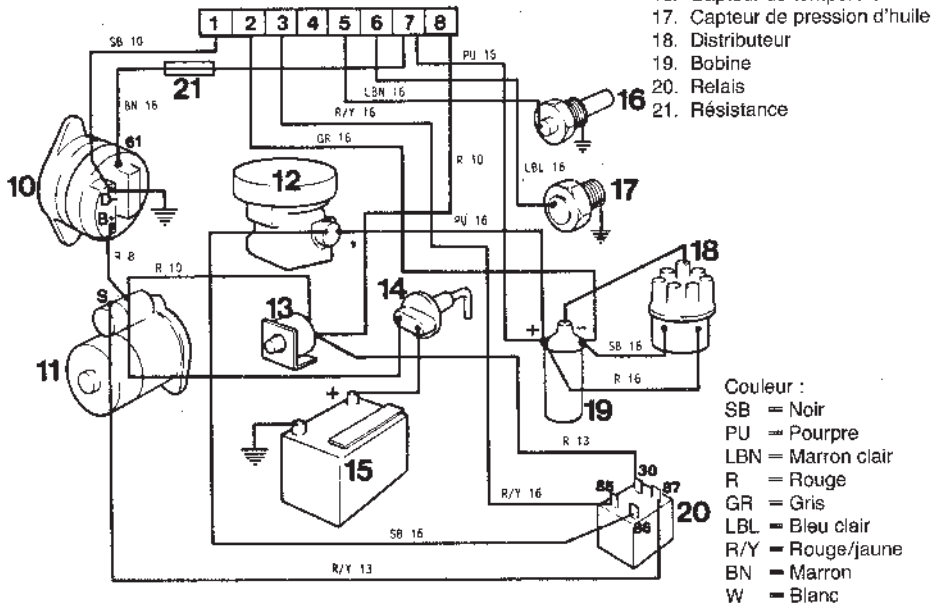 1 2 3 4 5 6 7 8
17. Capteur de pression d'huile
18. Distributeur
19. Bobine
20. Relais
21. Résistance
SB 10
PU 15
21
BN 16
LBN 16
R/Y 16
GR 16
R 10
LBL 16
PU 16
61
10
B+
12
16
17
18
R 8
R 10
S
11
13
14
+
15
+
-
SB 16
R 16
19
R 13
85
30
87
86
20
R/Y 16
SB 16
R/Y 13
Couleur :
SB = Noir
PU = Pourpre
LBN = Marron clair
R = Rouge
GR = Gris
LBL = Bleu clair
R/Y = Rouge/jaune
BN = Marron
W = Blanc